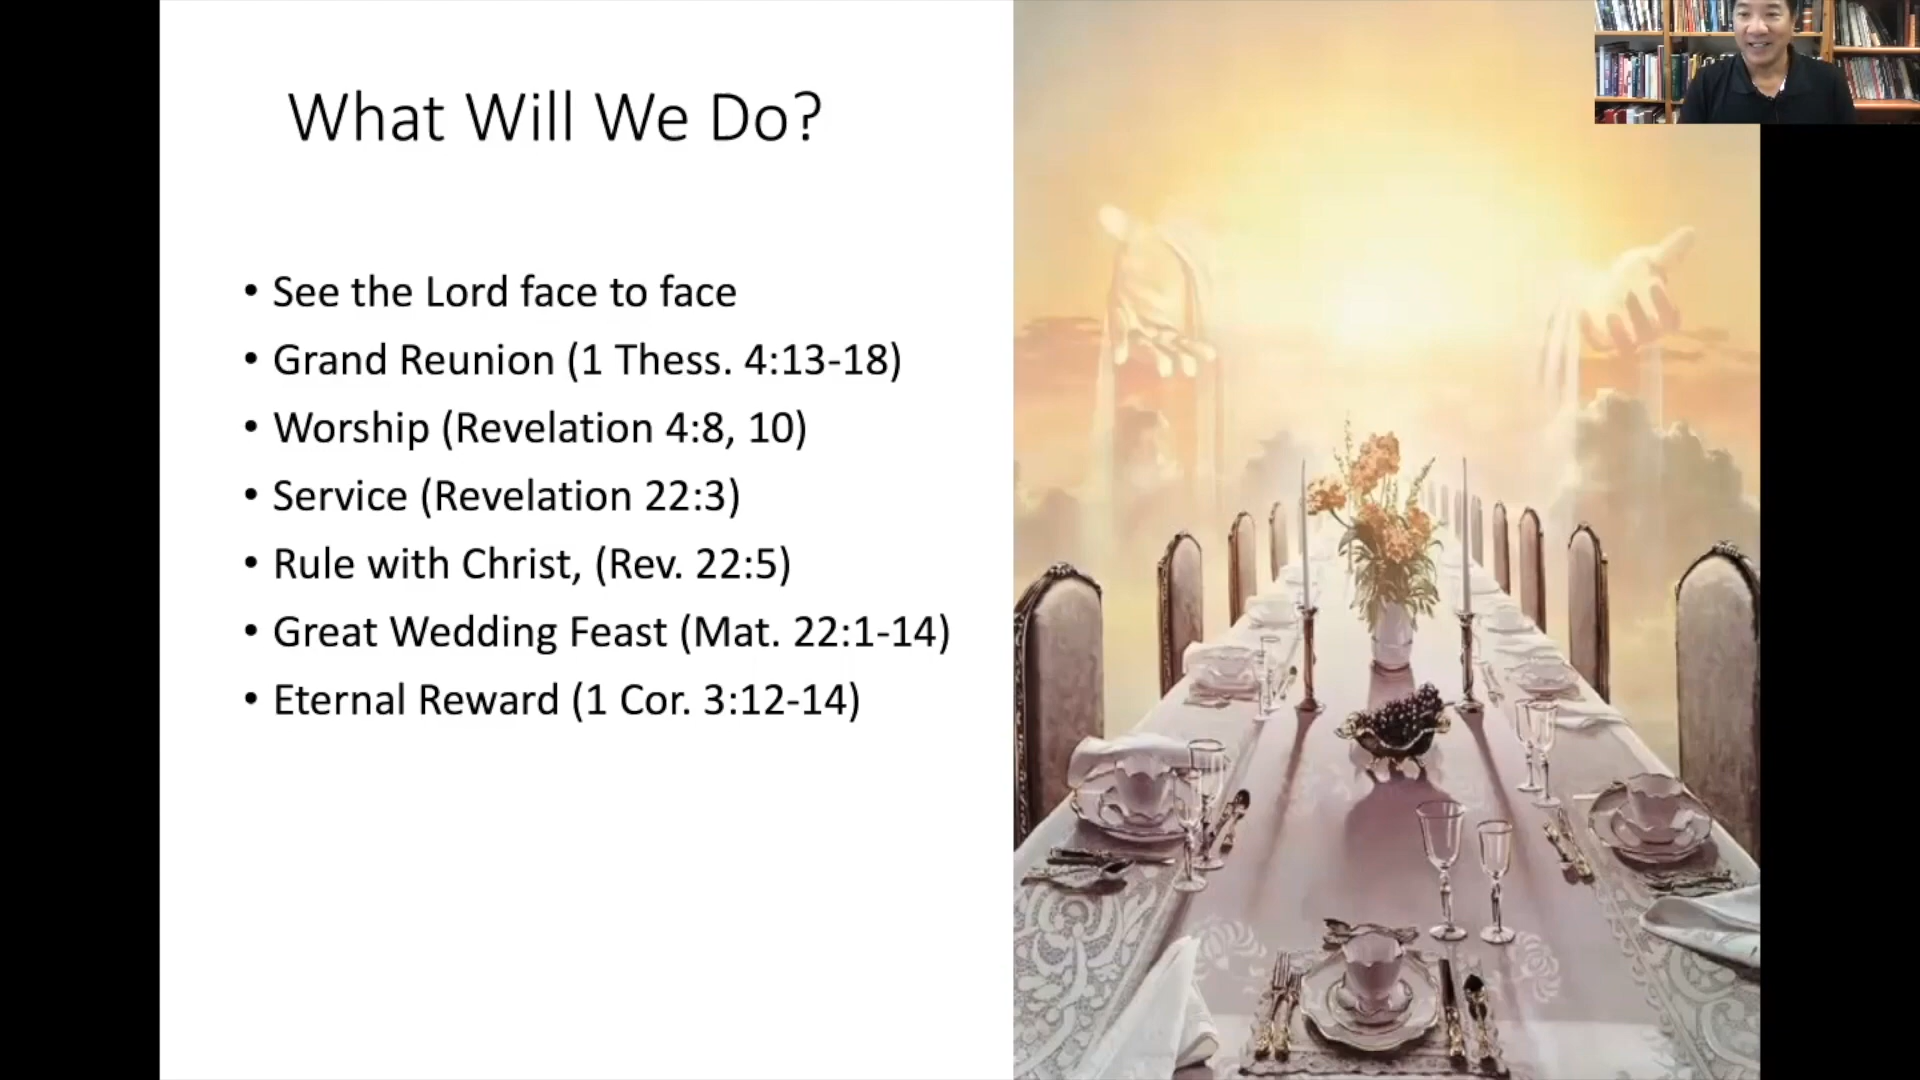 What Will We Do?
• See the Lord face to face
• Grand Reunion (1 Thess. 4:13-18)
• Worship (Revelation 4:8, 10)
• Service (Revelation 22:3)
• Rule with Christ, (Rev. 22:5)
• Great Wedding Feast (Mat. 22:1-14)
• Eternal Reward (1 Cor. 3:12-14)